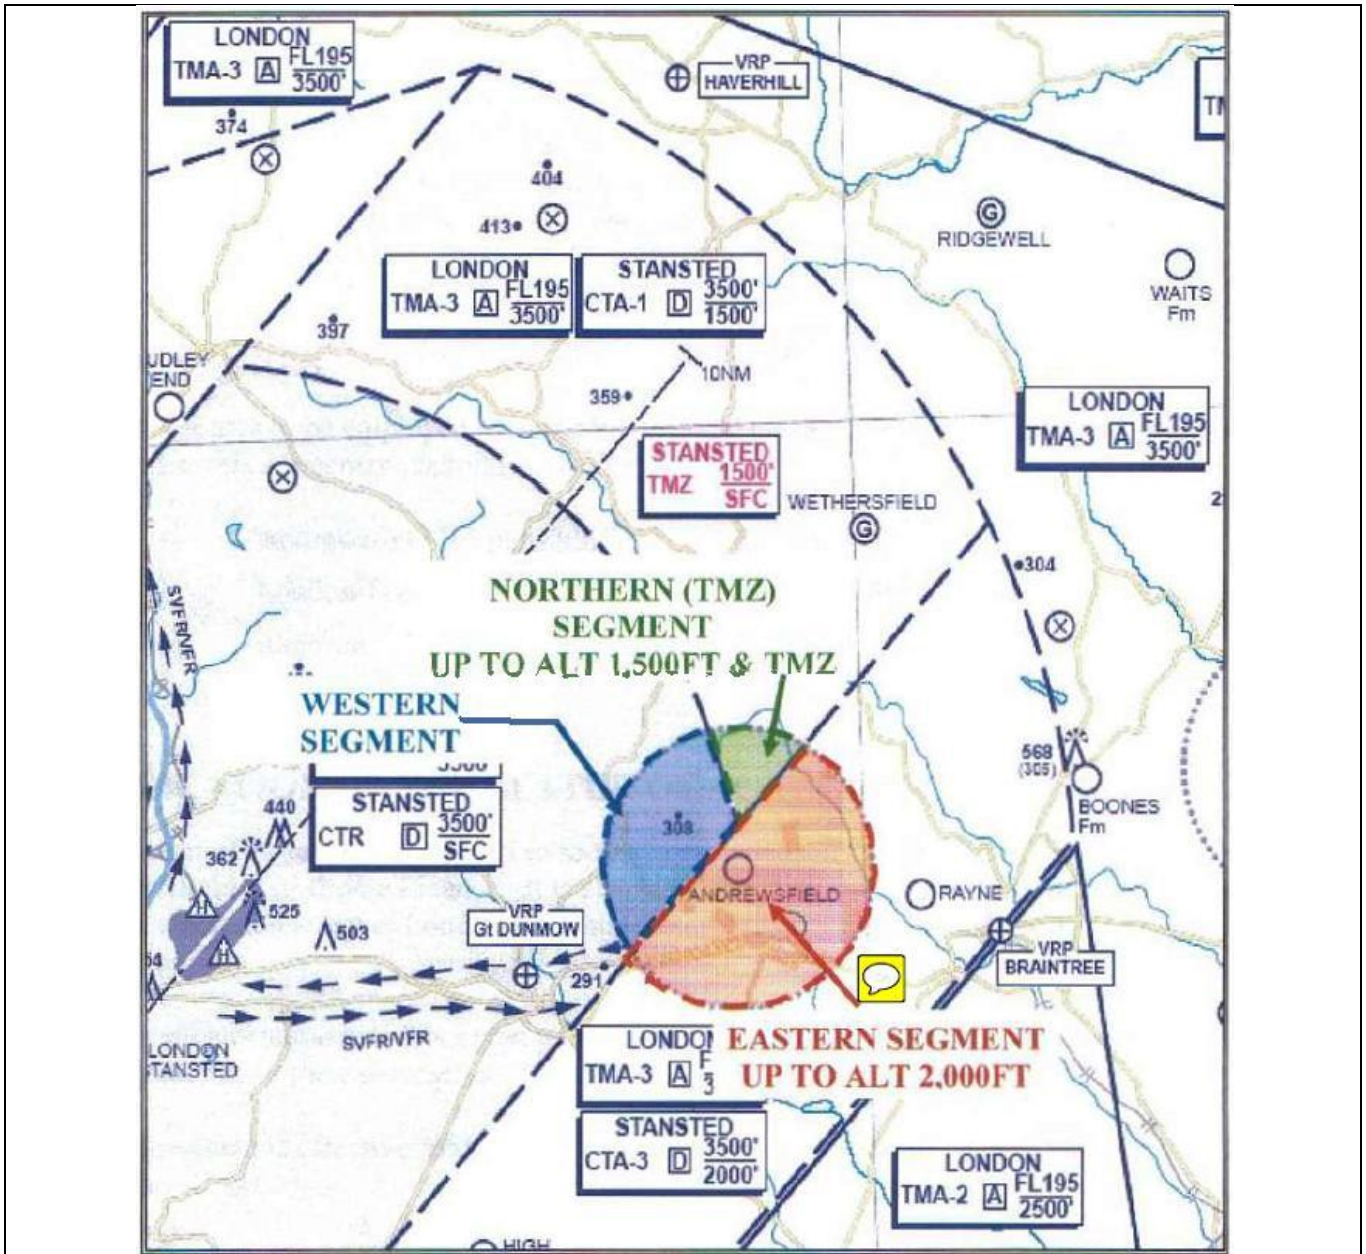 LONDON
TMA-3 A FL195
3500'
374
VRP
HAVERHILL
404
413
G
RIDGEWELL
WAITS
Fm
LONDON
TMA-3 A FL195
3500'
STANSTED
CTA-1 D 3500'
1500'
397
UDLEY
END
10NM
359
LONDON
TMA-3 A FL195
3500'
STANSTED
TMZ 1500'
SFC
WETHERSFIELD
G
304
SVFR/VFR
NORTHERN (TMZ)
SEGMENT
UP TO ALT 1,500FT & TMZ
WESTERN
SEGMENT
568
(305)
BOONES
Fm
STANSTED
CTR D 3500'
SFC
440
362
525
503
H
H
308
ANDREWSFIELD
RAYNE
VRP
Gt DUNMOW
VRP
BRAINTREE
291
SVFR/VFR
LONDON
STANSTED
LONDON
TMA-3 A
EASTERN SEGMENT
UP TO ALT 2,000FT
STANSTED
CTA-3 D 3500'
2000'
LONDON
TMA-2 A FL195
2500'
HIGH